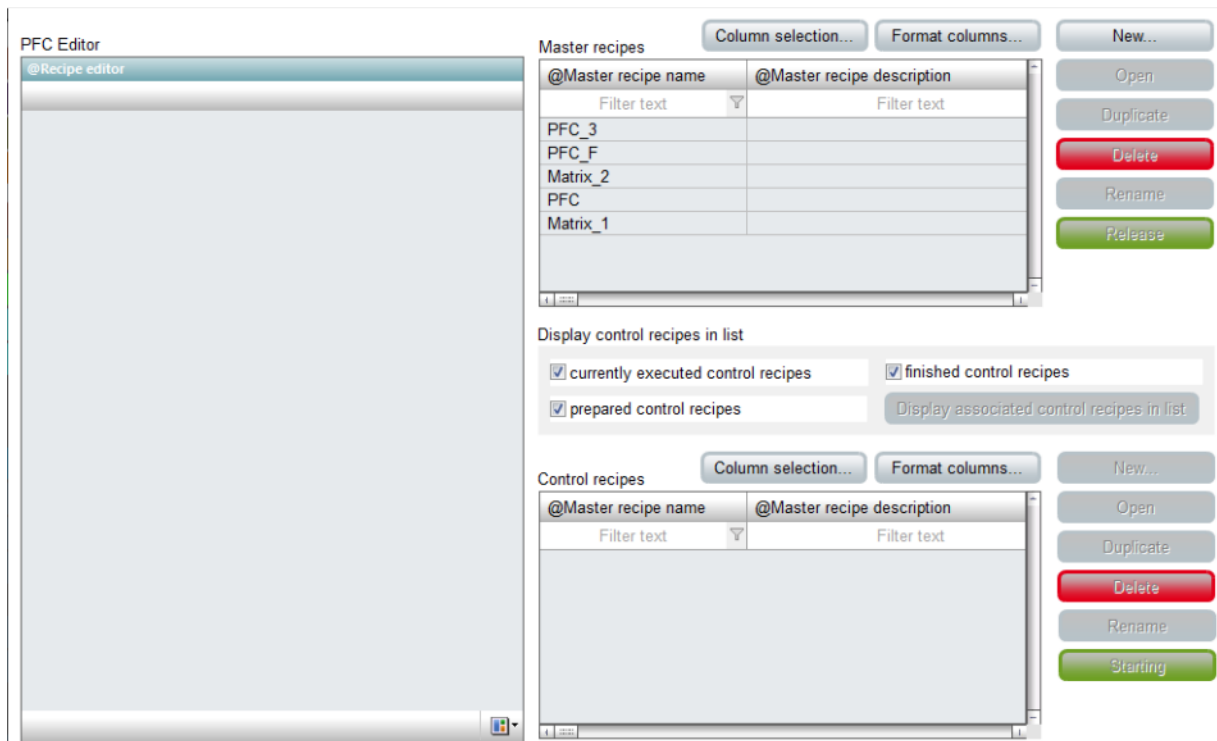 PFC Editor
@Recipe editor
Master recipes
Column selection...
Format columns...
@Master recipe name
@Master recipe description
Filter text
Filter text
PFC_3
PFC_F
Matrix_2
PFC
Matrix_1
New...
Open
Duplicate
Delete
Rename
Release
Display control recipes in list
currently executed control recipes
finished control recipes
prepared control recipes
Display associated control recipes in list
Control recipes
Column selection...
Format columns...
@Master recipe name
@Master recipe description
Filter text
Filter text
New...
Open
Duplicate
Delete
Rename
Starting